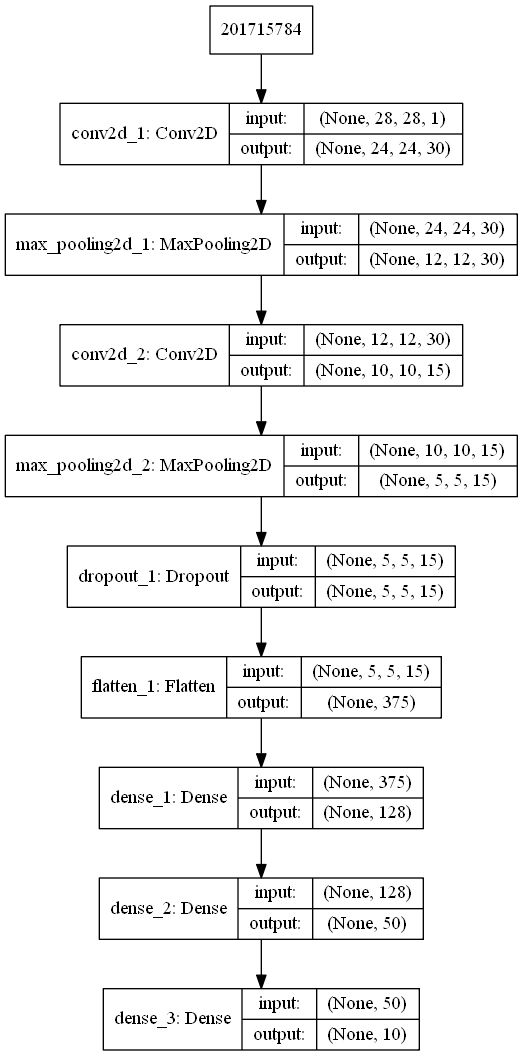 201715784
conv2d_1: Conv2D
input:
(None, 28, 28, 1)
output:
(None, 24, 24, 30)
max_pooling2d_1: MaxPooling2D
input:
(None, 24, 24, 30)
output:
(None, 12, 12, 30)
conv2d_2: Conv2D
input:
(None, 12, 12, 30)
output:
(None, 10, 10, 15)
max_pooling2d_2: MaxPooling2D
input:
(None, 10, 10, 15)
output:
(None, 5, 5, 15)
dropout_1: Dropout
input:
(None, 5, 5, 15)
output:
(None, 5, 5, 15)
flatten_1: Flatten
input:
(None, 5, 5, 15)
output:
(None, 375)
dense_1: Dense
input:
(None, 375)
output:
(None, 128)
dense_2: Dense
input:
(None, 128)
output:
(None, 50)
dense_3: Dense
input:
(None, 50)
output:
(None, 10)